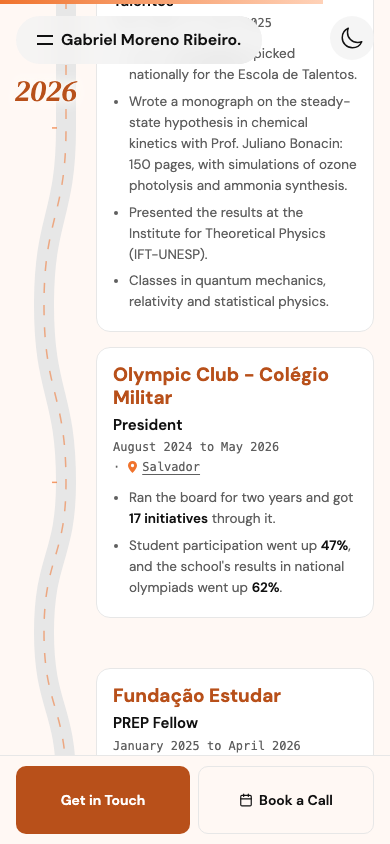 Talentos
Gabriel Moreno Ribeiro.
2025
picked
nationally for the Escola de Talentos.
2026
• Wrote a monograph on the steady-
state hypothesis in chemical
kinetics with Prof. Juliano Bonacin:
150 pages, with simulations of ozone
photolysis and ammonia synthesis.
• Presented the results at the
Institute for Theoretical Physics
(IFT-UNESP).
• Classes in quantum mechanics,
relativity and statistical physics.
Olympic Club – Colégio
Militar
President
August 2024 to May 2026
· Salvador
• Ran the board for two years and got
17 initiatives through it.
• Student participation went up 47%,
and the school's results in national
olympiads went up 62%.
Fundação Estudar
PREP Fellow
January 2025 to April 2026
Get in Touch
Book a Call